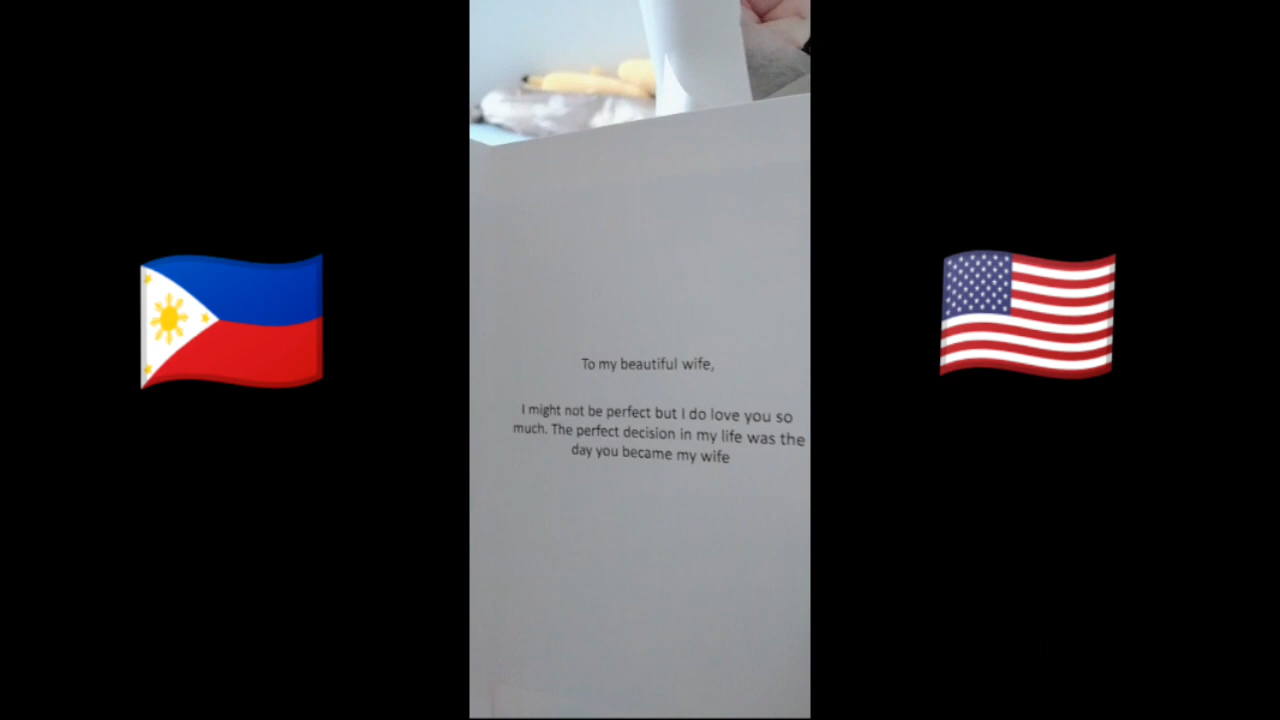 To my beautiful wife,
I might not be perfect but I do love you so
much. The perfect decision in my life was the
day you became my wife